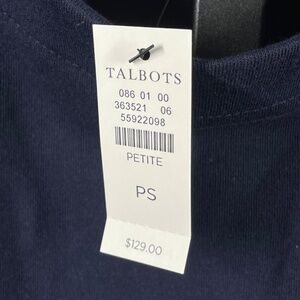 TALBOTS
086 01 00
363521 06
55922098
PETITE
PS
$129.00